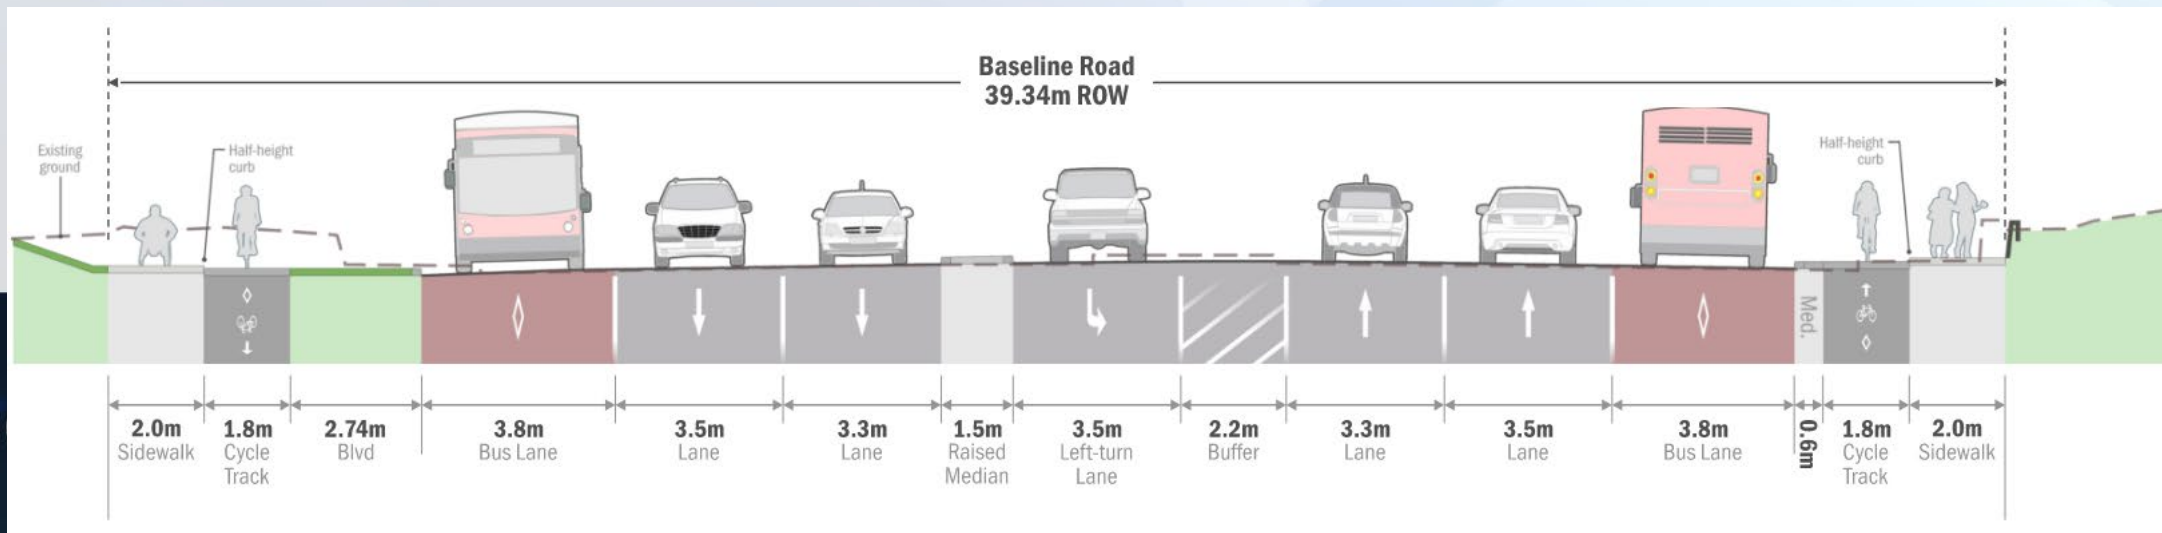 Baseline Road
39.34m ROW
Existing
ground
Half-height
curb
Half-height
curb
Med.
2.0m
Sidewalk
1.8m
Cycle
Track
2.74m
Blvd
3.8m
Bus Lane
3.5m
Lane
3.3m
Lane
1.5m
Raised
Median
3.5m
Left-turn
Lane
2.2m
Buffer
3.3m
Lane
3.5m
Lane
3.8m
Bus Lane
0.6m
1.8m
Cycle
Track
2.0m
Sidewalk